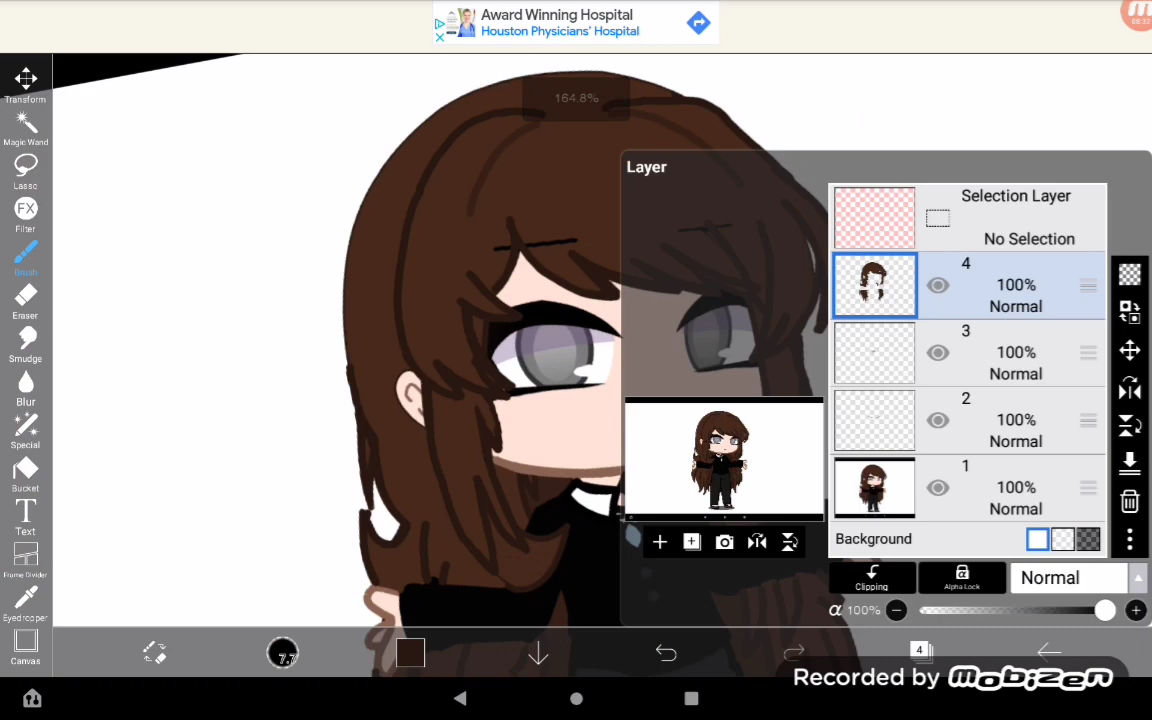 Award Winning Hospital
Houston Physicians' Hospital
Transform
Magic Wand
Lasso
FX
Filter
Brush
Eraser
Smudge
Blur
Special
Bucket
T
Text
Frame Divider
Eyedropper
Canvas
164.8%
Layer
Selection Layer
No Selection
4
100%
Normal
3
100%
Normal
2
100%
Normal
1
100%
Normal
Background
Clipping
Alpha Lock
Normal
α 100%
7.7
4
Recorded by mobizen